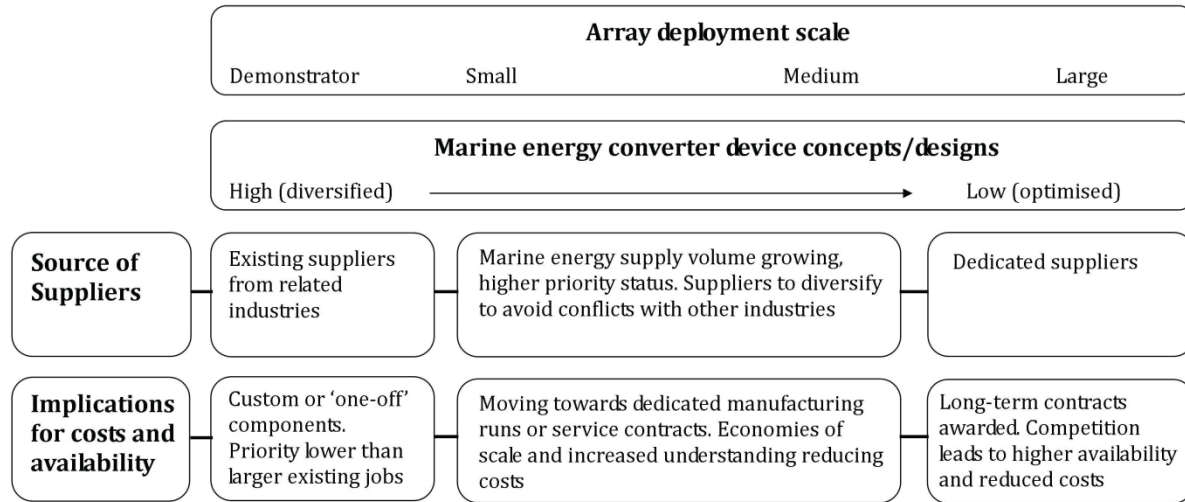 Array deployment scale
Demonstrator Small Medium Large
Marine energy converter device concepts/designs
High (diversified) Low (optimised)
Source of
Suppliers
Existing suppliers
from related
industries
Marine energy supply volume growing,
higher priority status. Suppliers to diversify
to avoid conflicts with other industries
Dedicated suppliers
Implications
for costs and
availability
Custom or ‘one-off’
components.
Priority lower than
larger existing jobs
Moving towards dedicated manufacturing
runs or service contracts. Economies of
scale and increased understanding reducing
costs
Long-term contracts
awarded. Competition
leads to higher availability
and reduced costs